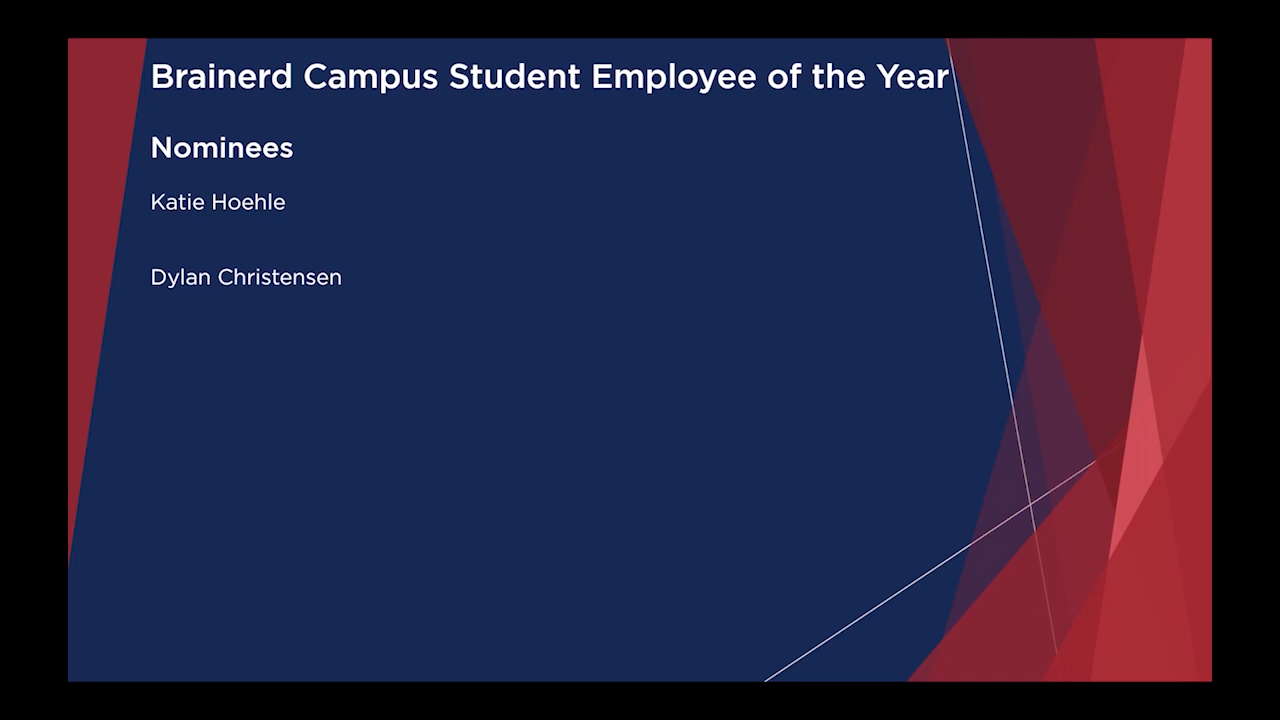 Brainerd Campus Student Employee of the Year
Nominees
Katie Hoehle
Dylan Christensen